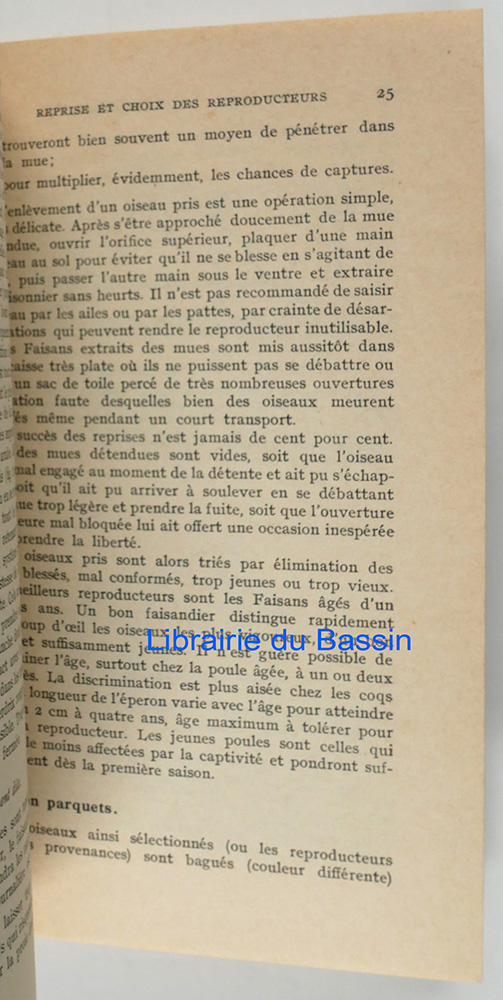 REPRISE ET CHOIX DES REPRODUCTEURS 25
trouveront bien souvent un moyen de pénétrer dans
la mue;
pour multiplier, évidemment, les chances de captures.
enlèvement d'un oiseau pris est une opération simple,
délicate. Après s'être approché doucement de la mue
ndue, ouvrir l'orifice supérieur, plaquer d'une main
eau au sol pour éviter qu'il ne se blesse en s'agitant de
, puis passer l'autre main sous le ventre et extraire
isonnier sans heurts. Il n'est pas recommandé de saisir
au par les ailes ou par les pattes, par crainte de désar-
ations qui peuvent rendre le reproducteur inutilisable.
s Faisans extraits des mues sont mis aussitôt dans
aisse très plate où ils ne puissent pas se débattre ou
un sac de toile percé de très nombreuses ouvertures
ation faute desquelles bien des oiseaux meurent
és même pendant un court transport.
succès des reprises n'est jamais de cent pour cent.
des mues détendues sont vides, soit que l'oiseau
mal engagé au moment de la détente et ait pu s'échap-
oit qu'il ait pu arriver à soulever en se débattant
ue trop légère et prendre la fuite, soit que l'ouverture
eure mal bloquée lui ait offert une occasion inespérée
prendre la liberté.
oiseaux pris sont alors triés par élimination des
blessés, mal conformés, trop jeunes ou trop vieux.
eilleurs reproducteurs sont les Faisans âgés d'un
s ans. Un bon faisandier distingue rapidement
oup d'œil les oiseaux les plus vigoureux
Librairie du Bassin
et suffisamment jeunes. Il n'est guère possible de
iner l'âge, surtout chez la poule âgée, à un ou deux
ès. La discrimination est plus aisée chez les coqs
longueur de l'éperon varie avec l'âge pour atteindre
2 cm à quatre ans, âge maximum à tolérer pour
reproducteur. Les jeunes poules sont celles qui
le moins affectées par la captivité et pondront suf-
ent dès la première saison.
n parquets.
oiseaux ainsi sélectionnés (ou les reproducteurs
s provenances) sont bagués (couleur différente)